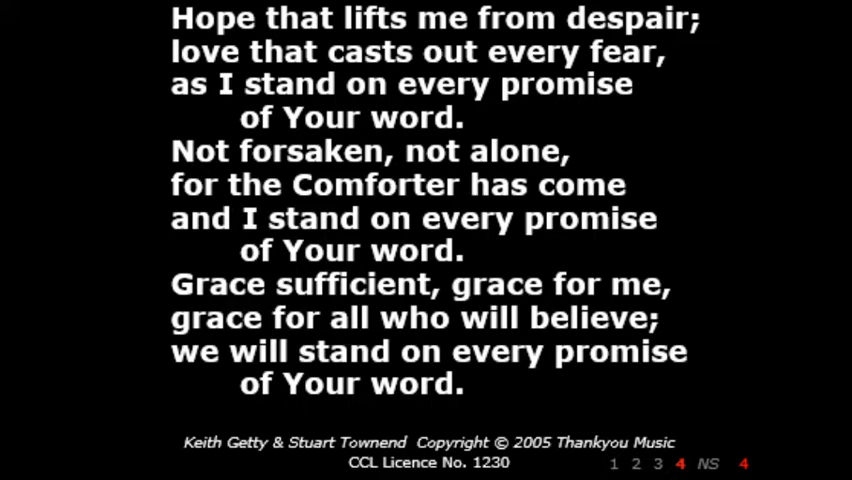 Hope that lifts me from despair;
love that casts out every fear,
as I stand on every promise
of Your word.
Not forsaken, not alone,
for the Comforter has come
and I stand on every promise
of Your word.
Grace sufficient, grace for me,
grace for all who will believe;
we will stand on every promise
of Your word.
Keith Getty & Stuart Townend Copyright © 2005 Thankyou Music
CCL Licence No. 1230
1 2 3 4 NS 4